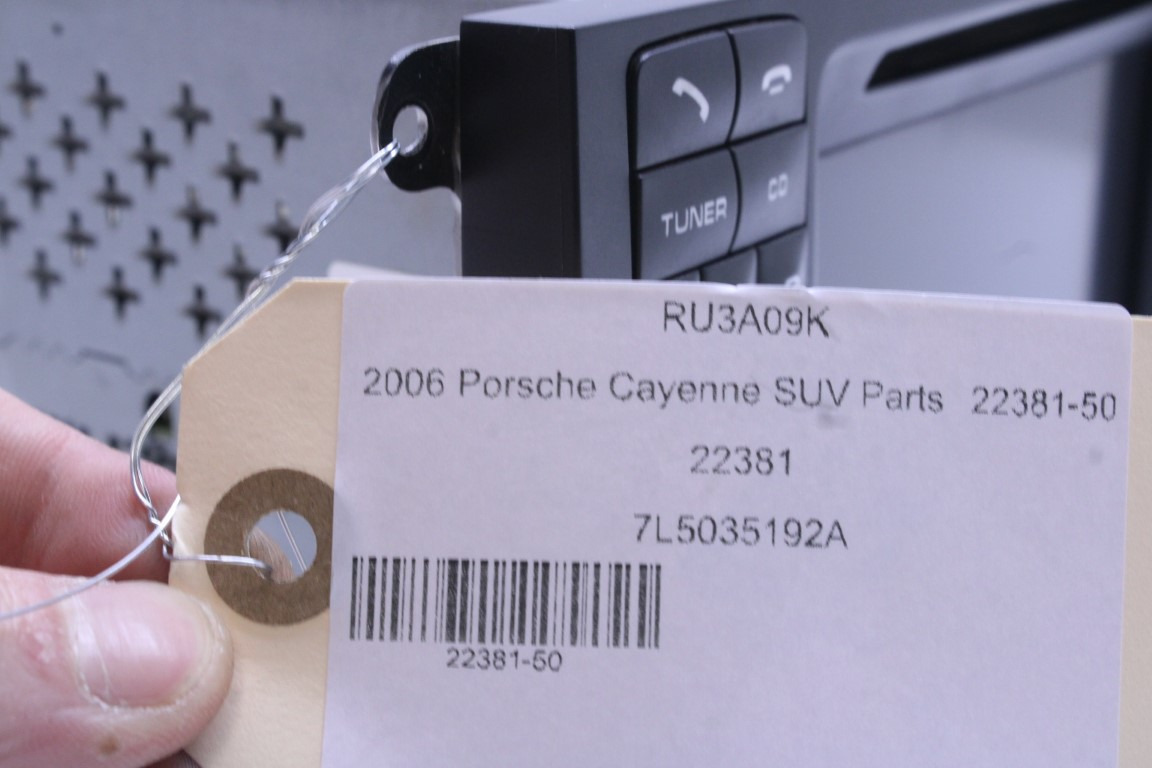 TUNER
CD
RU3A09K
2006 Porsche Cayenne SUV Parts 22381-50
22381
7L5035192A
22381-50